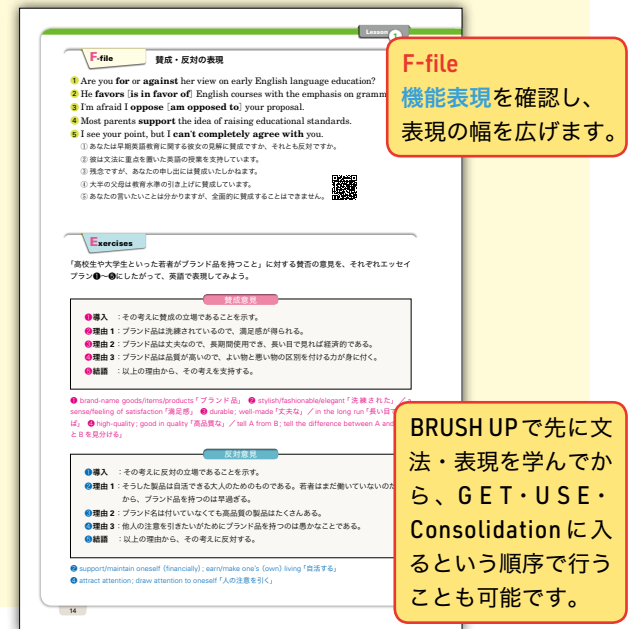 Lesson 1
F-file 賛成・反対の表現
1 Are you for or against her view on early English language education?
2 He favors [is in favor of] English courses with the emphasis on gramm
3 I'm afraid I oppose [am opposed to] your proposal.
4 Most parents support the idea of raising educational standards.
5 I see your point, but I can't completely agree with you.
① あなたは早期英語教育に関する彼女の見解に賛成ですか、それとも反対ですか。
② 彼は文法に重点を置いた英語の授業を支持しています。
③ 残念ですが、あなたの申し出には賛成いたしかねます。
④ 大半の父母は教育水準の引き上げに賛成しています。
⑤ あなたの言いたいことは分かりますが、全面的に賛成することはできません。
Exercises
「高校生や大学生といった若者がブランド品を持つこと」に対する賛否の意見を、それぞれエッセイ
プラン❶〜❺にしたがって、英語で表現してみよう。
賛成意見
❶導入 :その考えに賛成の立場であることを示す。
❷理由 1:ブランド品は洗練されているので、満足感が得られる。
❸理由 2:ブランド品は丈夫なので、長期間使用でき、長い目で見れば経済的である。
❹理由 3:ブランド品は品質が高いので、よい物と悪い物の区別を付ける力が身に付く。
❺結語 :以上の理由から、その考えを支持する。
❶ brand-name goods/items/products「ブランド品」 ❷ stylish/fashionable/elegant「洗練された」/a
sense/feeling of satisfaction「満足感」 ❸ durable; well-made「丈夫な」/ in the long run「長い目で
ば」 ❹ high-quality; good in quality「高品質な」/ tell A from B; tell the difference between A and
と B を見分ける」
反対意見
❶導入 :その考えに反対の立場であることを示す。
❷理由 1:そうした製品は自活できる大人のためのものである。若者はまだ働いていないのだ
から、ブランド品を持つのは早過ぎる。
❸理由 2:ブランド名は付いていなくても高品質の製品はたくさんある。
❹理由 3:他人の注意を引きたいがためにブランド品を持つのは愚かなことである。
❺結語 :以上の理由から、その考えに反対する。
❷ support/maintain oneself (financially); earn/make one's (own) living「自活する」
❹ attract attention; draw attention to oneself「人の注意を引く」
14
F-file
機能表現を確認し、
表現の幅を広げます。
BRUSH UPで先に文
法・表現を学んでか
ら、GET・USE・
Consolidationに入
るという順序で行う
ことも可能です。